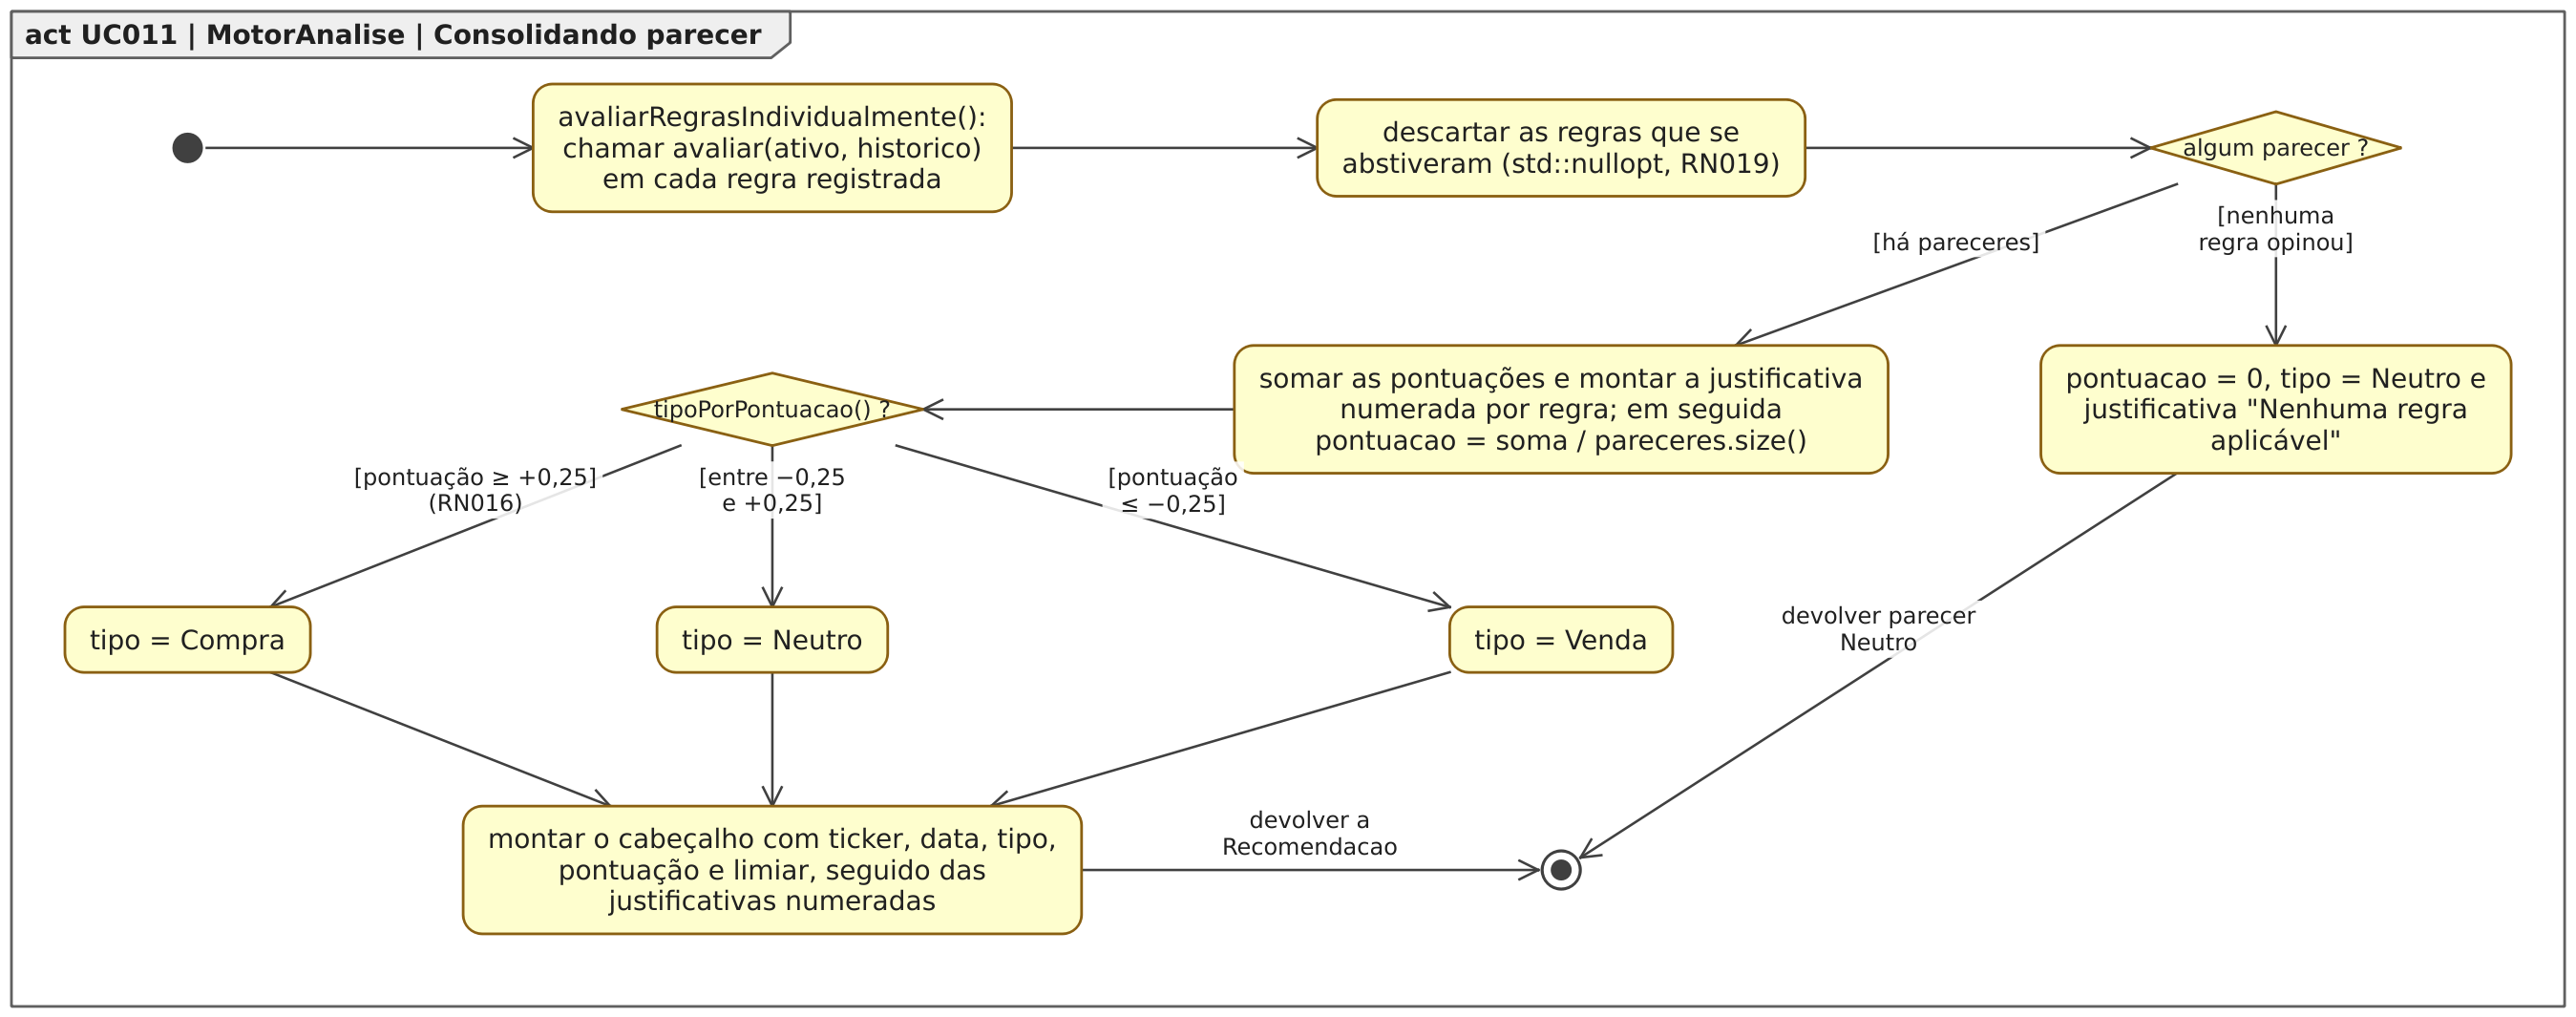 act UC011 | MotorAnalise | Consolidando parecer
avaliarRegrasIndividualmente():
chamar avaliar(ativo, historico)
em cada regra registrada
descartar as regras que se
abstiveram (std::nullopt, RN019)
algum parecer ?
[há pareceres]
[nenhuma
regra opinou]
somar as pontuações e montar a justificativa
numerada por regra; em seguida
pontuacao = soma / pareceres.size()
pontuacao = 0, tipo = Neutro e
justificativa "Nenhuma regra
aplicável"
tipoPorPontuacao() ?
[pontuação ≥ +0,25]
(RN016)
[entre −0,25
e +0,25]
[pontuação
≤ −0,25]
tipo = Compra
tipo = Neutro
tipo = Venda
devolver parecer
Neutro
montar o cabeçalho com ticker, data, tipo,
pontuação e limiar, seguido das
justificativas numeradas
devolver a
Recomendacao